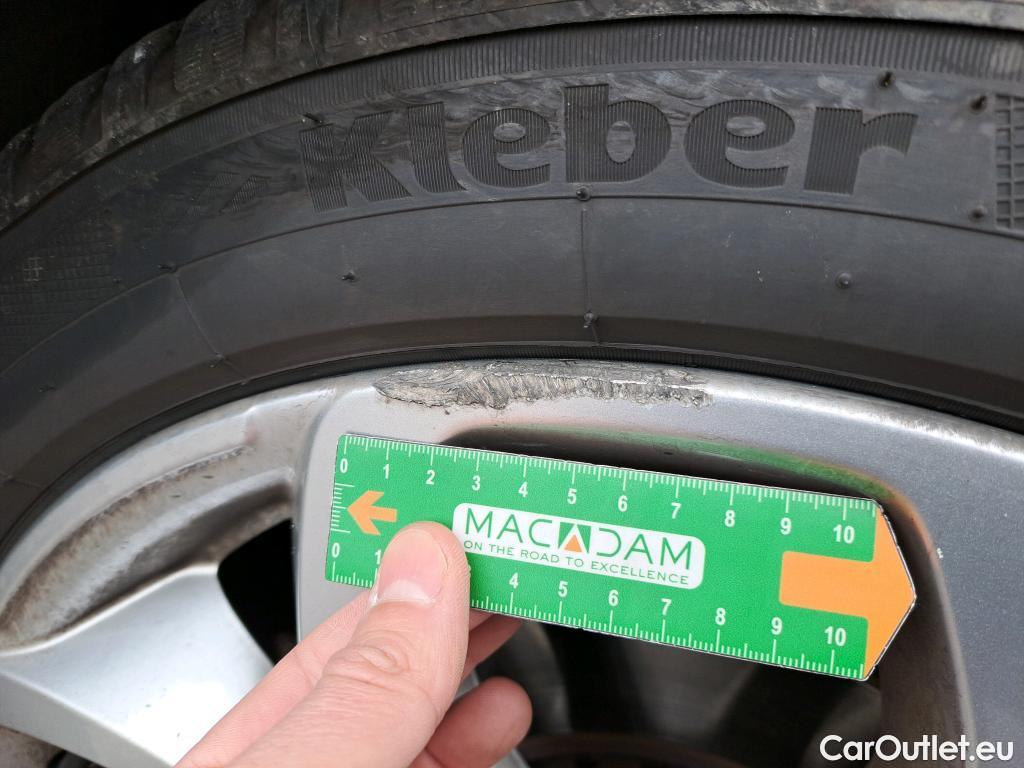 kleber
0 1 2 3 4 5 6 7 8 9 10
MACADAM
ON THE ROAD TO EXCELLENCE
0 1 4 5 6 7 8 9 10
CarOutlet.eu